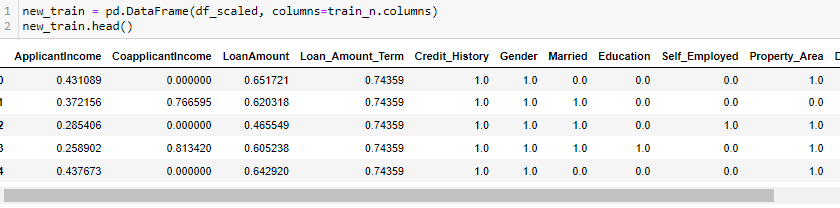 1 new_train = pd.DataFrame(df_scaled, columns=train_n.columns)
2 new_train.head()
ApplicantIncome CoapplicantIncome LoanAmount Loan_Amount_Term Credit_History Gender Married Education Self_Employed Property_Area
0 0.431089 0.000000 0.651721 0.74359 1.0 1.0 0.0 0.0 0.0 1.0
1 0.372156 0.766595 0.620318 0.74359 1.0 1.0 1.0 0.0 0.0 0.0
2 0.285406 0.000000 0.465549 0.74359 1.0 1.0 1.0 0.0 1.0 1.0
3 0.258902 0.813420 0.605238 0.74359 1.0 1.0 1.0 1.0 0.0 1.0
4 0.437673 0.000000 0.642920 0.74359 1.0 1.0 0.0 0.0 0.0 1.0